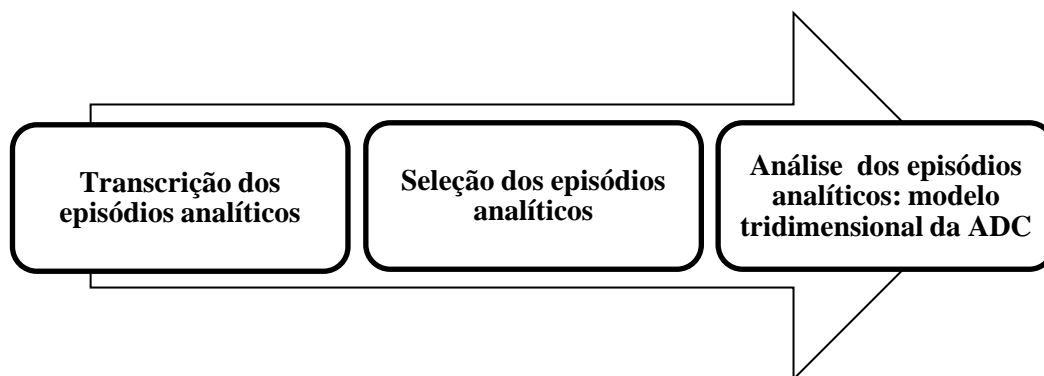 Transcrição dos
episódios analíticos
Seleção dos episódios
analíticos
Análise  dos episódios
analíticos: modelo
tridimensional da ADC